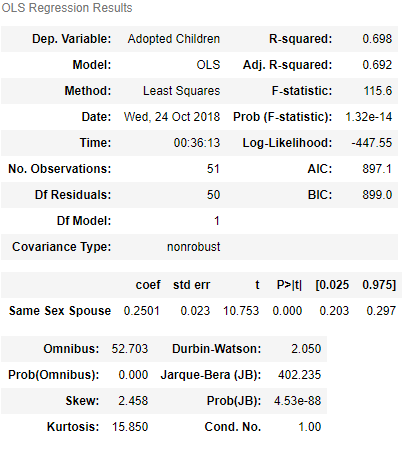 OLS Regression Results
Dep. Variable: Adopted Children R-squared: 0.698
Model: OLS Adj. R-squared: 0.692
Method: Least Squares F-statistic: 115.6
Date: Wed, 24 Oct 2018 Prob (F-statistic): 1.32e-14
Time: 00:36:13 Log-Likelihood: -447.55
No. Observations: 51 AIC: 897.1
Df Residuals: 50 BIC: 899.0
Df Model: 1
Covariance Type: nonrobust
coef std err t P>|t| [0.025 0.975]
Same Sex Spouse 0.2501 0.023 10.753 0.000 0.203 0.297
Omnibus: 52.703 Durbin-Watson: 2.050
Prob(Omnibus): 0.000 Jarque-Bera (JB): 402.235
Skew: 2.458 Prob(JB): 4.53e-88
Kurtosis: 15.850 Cond. No. 1.00